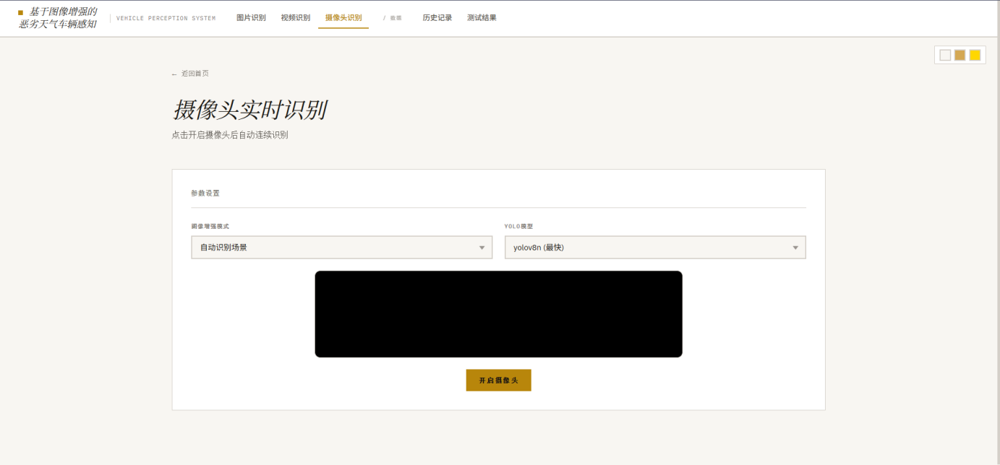 基于图像增强的
恶劣天气车辆感知
VEHICLE PERCEPTION SYSTEM
图片识别
视频识别
摄像头识别
/ 数据
历史记录
测试结果
← 返回首页
摄像头实时识别
点击开启摄像头后自动连续识别
参数设置
图像增强模式
YOLO模型
自动识别场景
yolov8n (最快)
开启摄像头